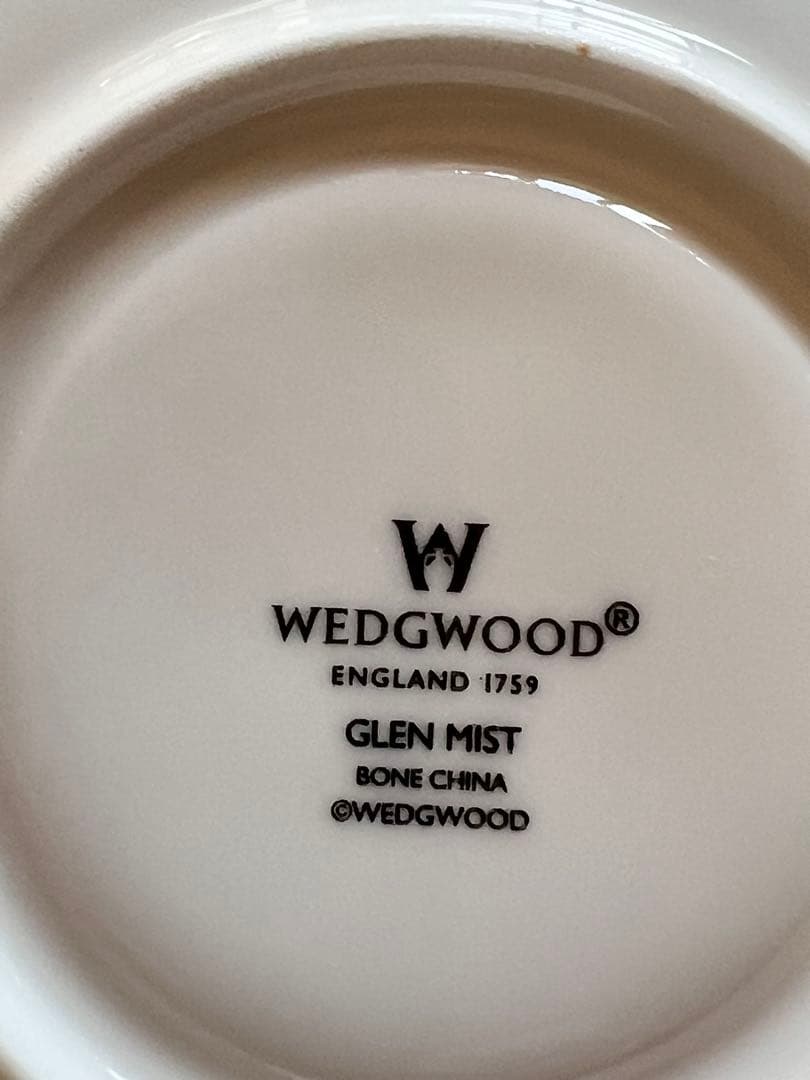 W
WEDGWOOD®
ENGLAND 1759
GLEN MIST
BONE CHINA
©WEDGWOOD